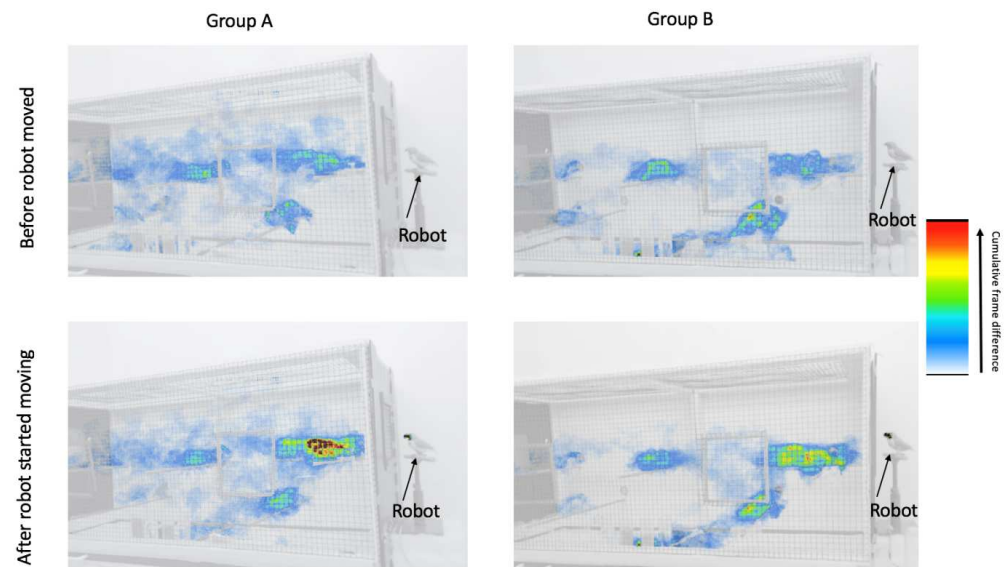 Group A
Group B
Before robot moved
Robot
Robot
After robot started moving
Robot
Robot
Cumulative frame difference